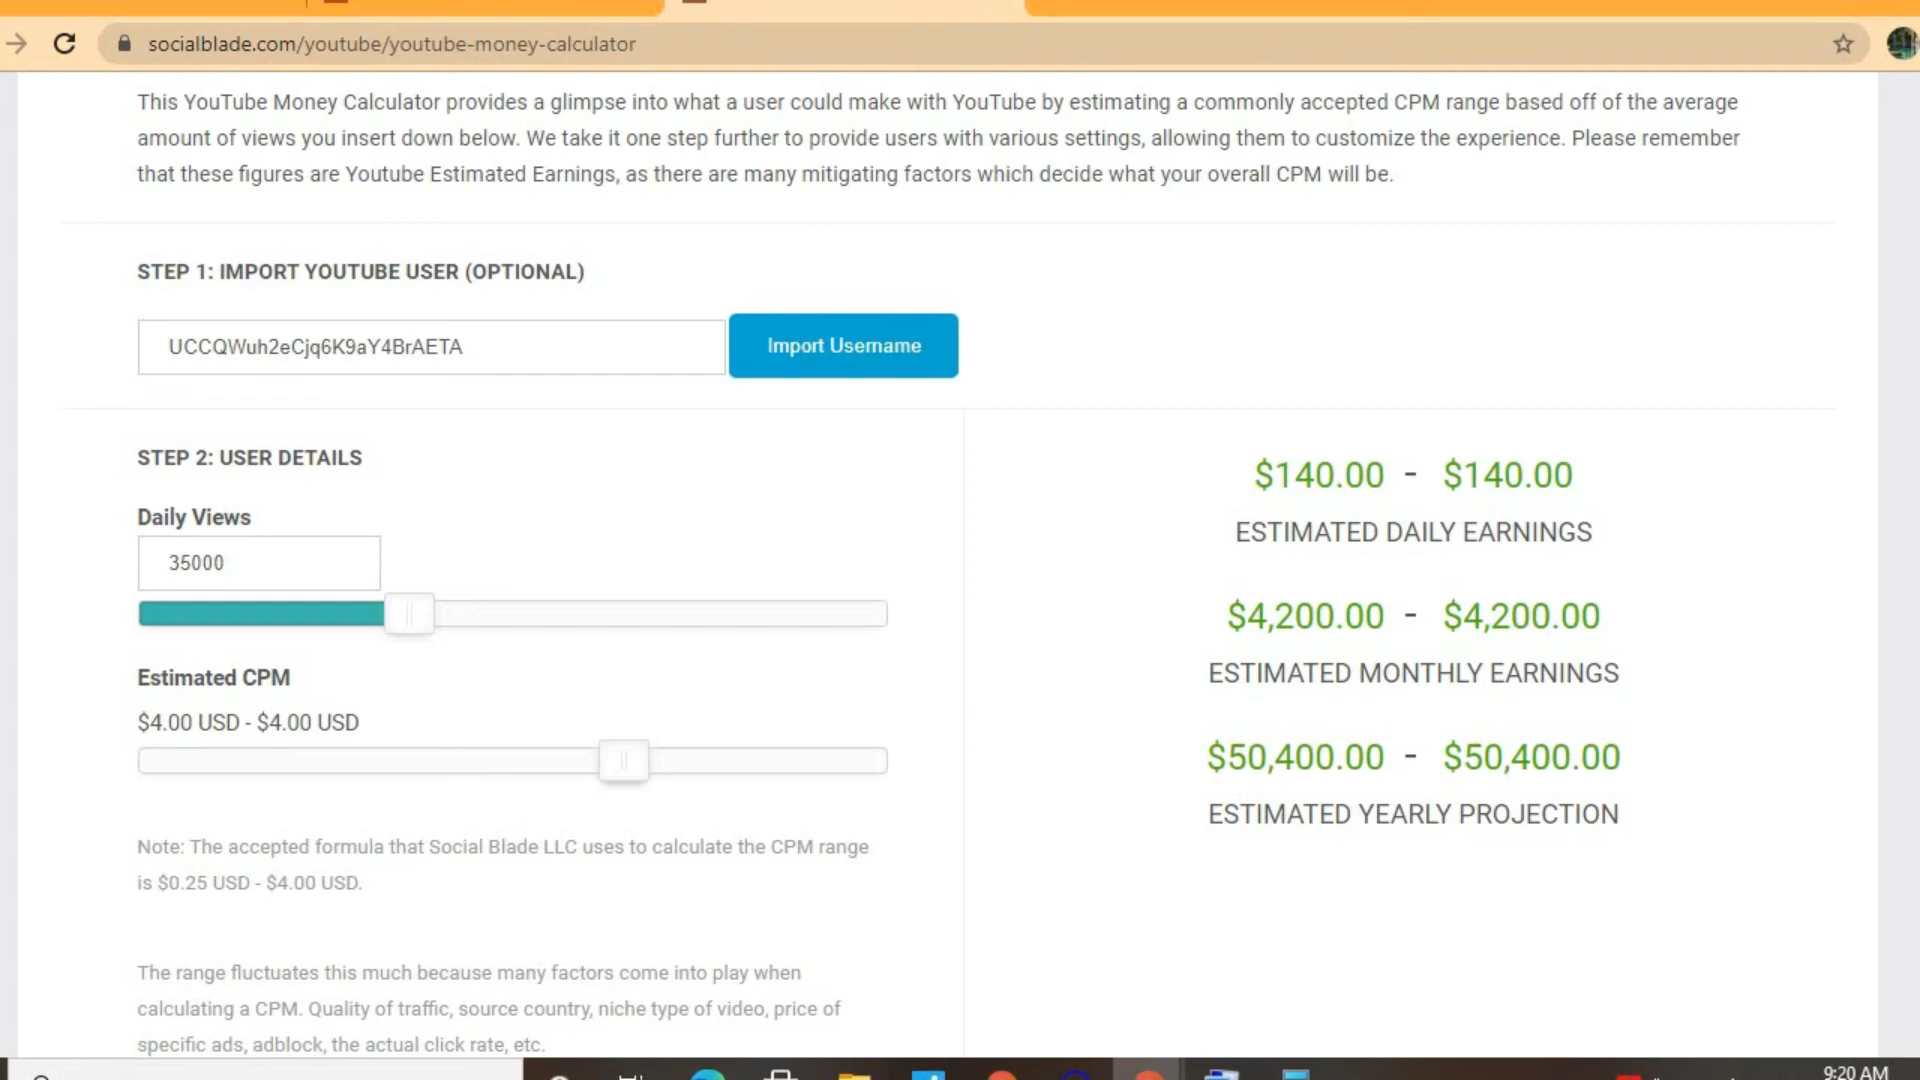 socialblade.com/youtube/youtube-money-calculator
This YouTube Money Calculator provides a glimpse into what a user could make with YouTube by estimating a commonly accepted CPM range based off of the average
amount of views you insert down below. We take it one step further to provide users with various settings, allowing them to customize the experience. Please remember
that these figures are Youtube Estimated Earnings, as there are many mitigating factors which decide what your overall CPM will be.
STEP 1: IMPORT YOUTUBE USER (OPTIONAL)
UCCQWuh2eCjq6K9aY4BrAETA
Import Username
STEP 2: USER DETAILS
Daily Views
35000
Estimated CPM
$4.00 USD - $4.00 USD
Note: The accepted formula that Social Blade LLC uses to calculate the CPM range
is $0.25 USD - $4.00 USD.
The range fluctuates this much because many factors come into play when
calculating a CPM. Quality of traffic, source country, niche type of video, price of
specific ads, adblock, the actual click rate, etc.
$140.00 - $140.00
ESTIMATED DAILY EARNINGS
$4,200.00 - $4,200.00
ESTIMATED MONTHLY EARNINGS
$50,400.00 - $50,400.00
ESTIMATED YEARLY PROJECTION
9:20 AM